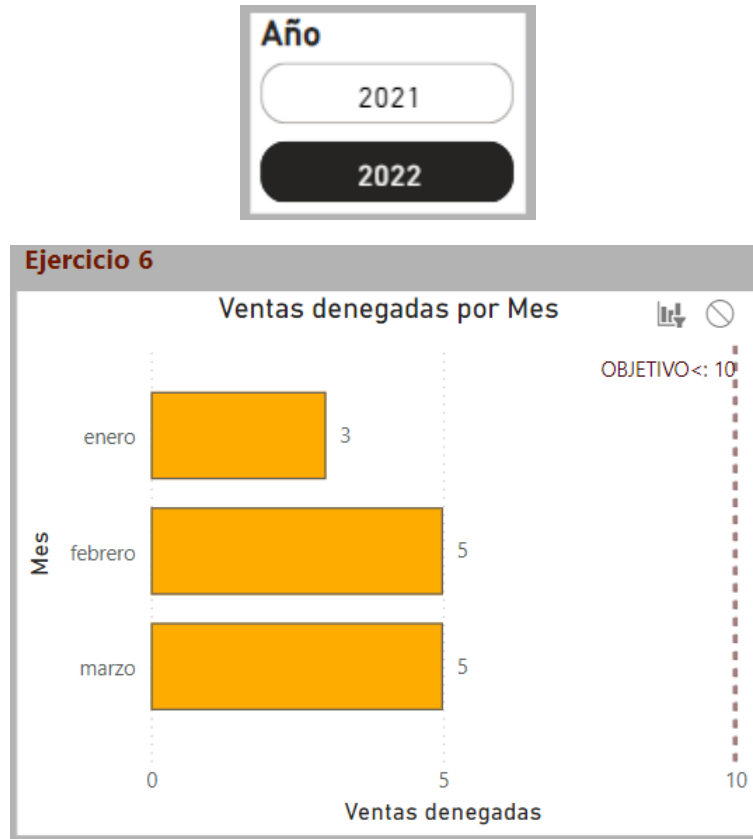 Año
2021
2022
Ejercicio 6
Ventas denegadas por Mes
OBJETIVO<: 10
enero
3
febrero
5
marzo
5
Mes
0
5
10
Ventas denegadas